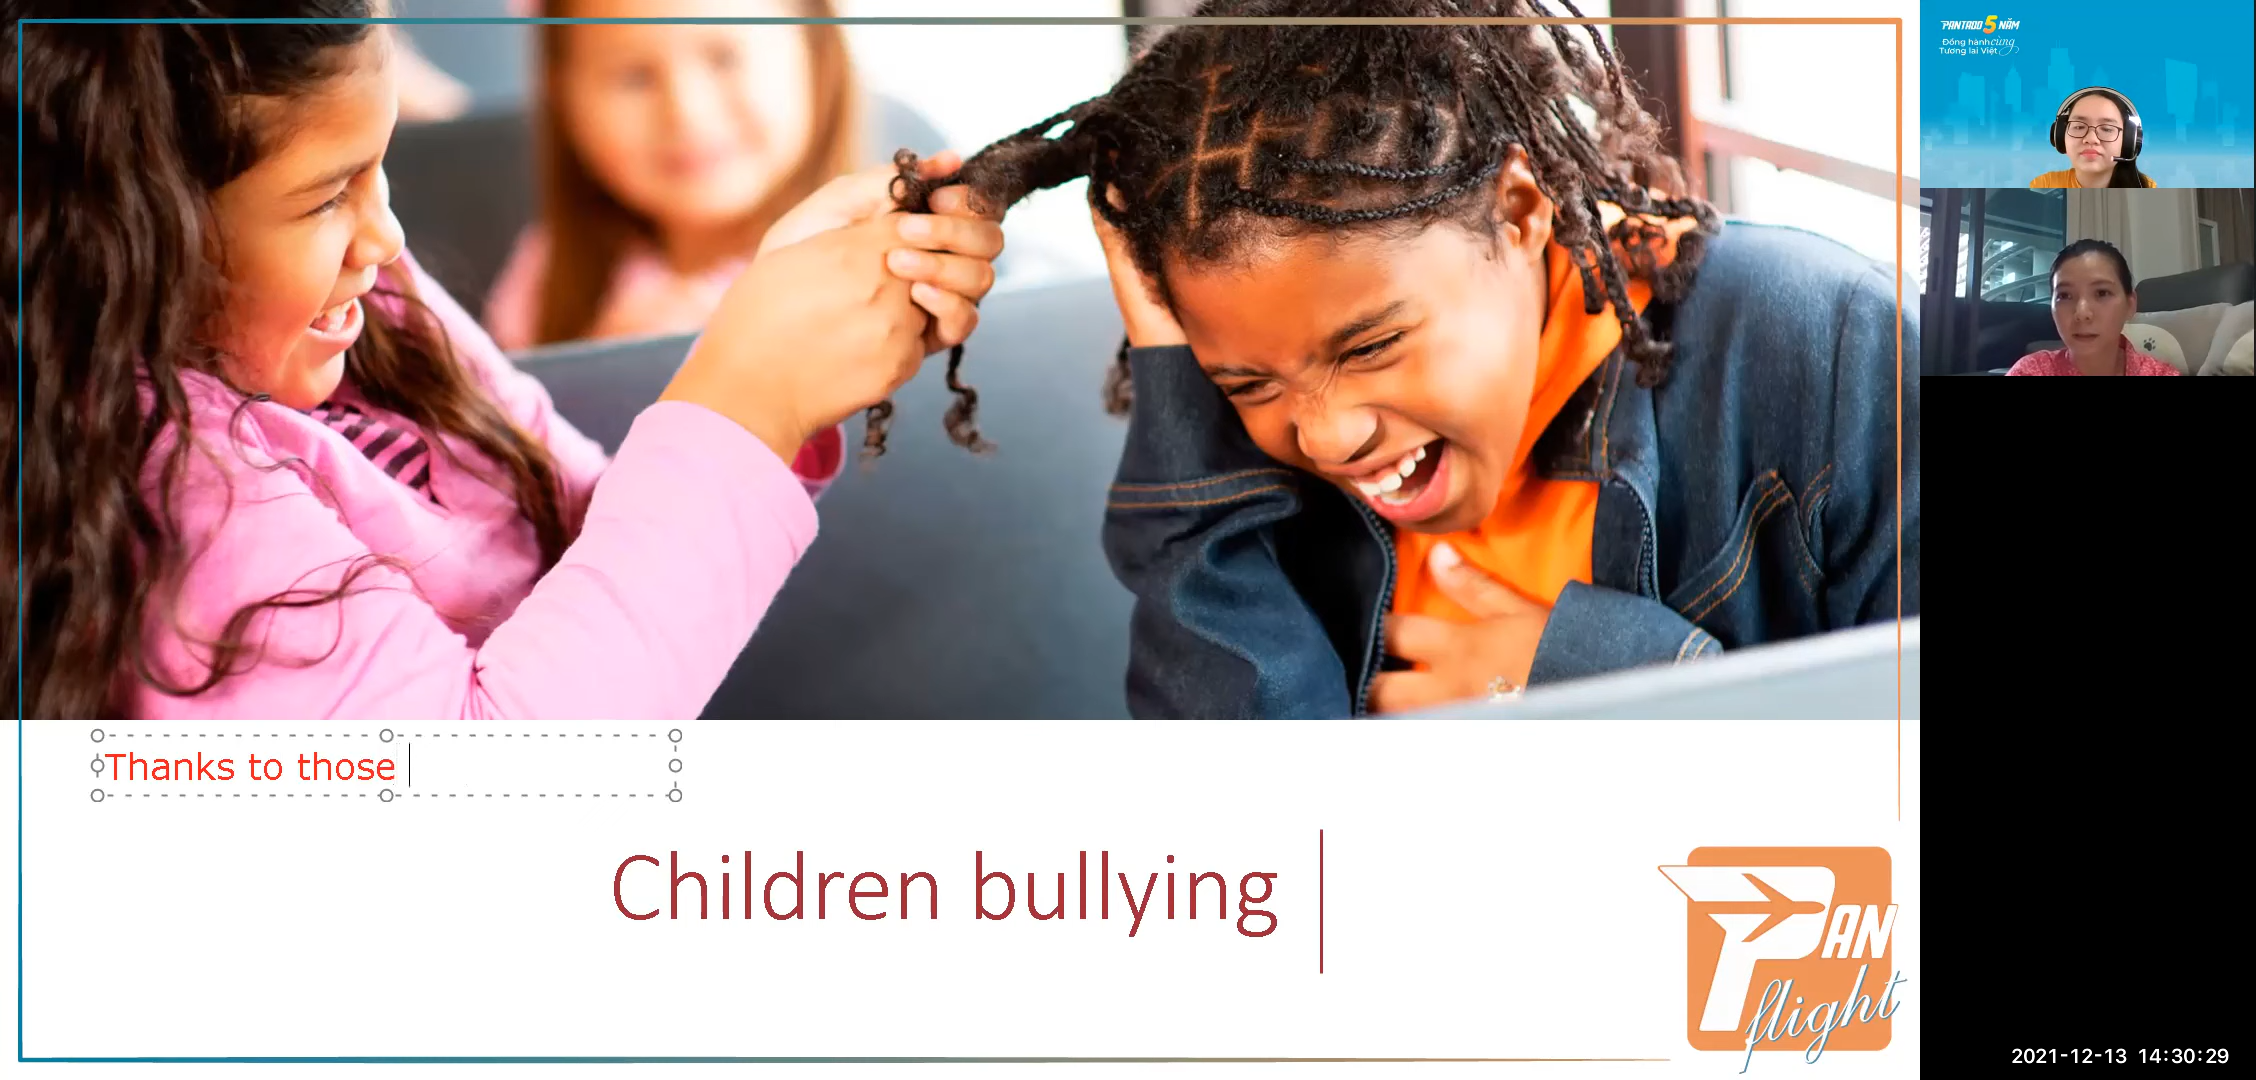 PANTADO 5 NĂM
Đồng hành cùng
Tương lai Việt
Thanks to those
Children bullying
PAN
flight
2021-12-13 14:30:29